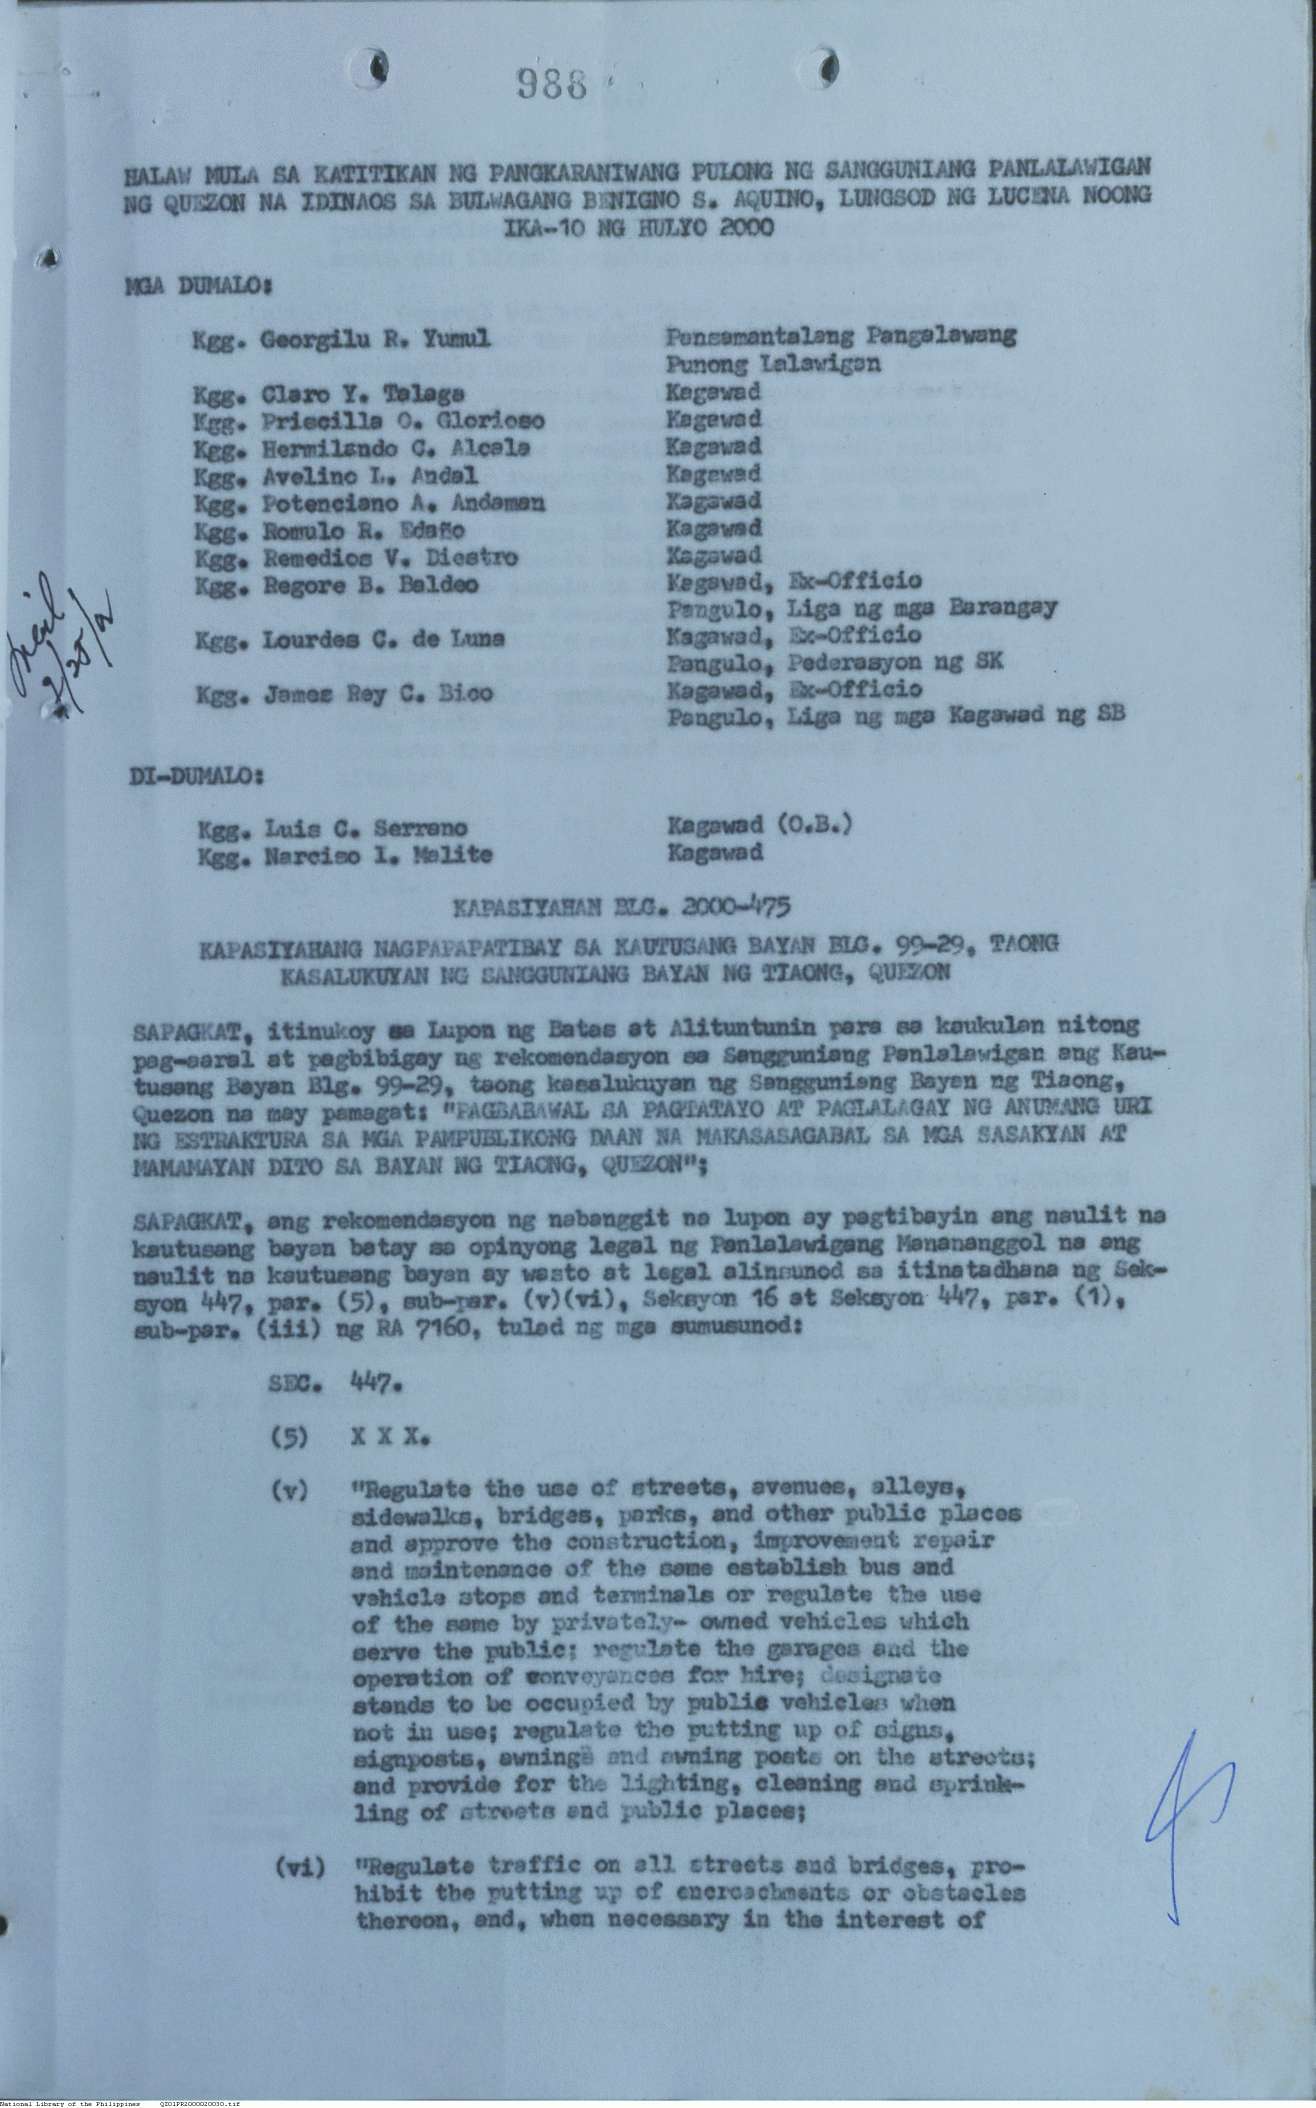 988
HALAW MULA SA KATITIKAN NG PANGKARANIWANG PULONG NG SANGGUNIANG PANLALAWIGAN
NG QUEZON NA IDINAOS SA BULWAGANG BENIGNO S. AQUINO, LUNGSOD NG LUCENA NOONG
IKA-10 NG HULYO 2000
MGA DUMALO:
Kgg. Georgilu R. Yumul Pansamantalang Pangalawang
Punong Lalawigan
Kgg. Claro Y. Talaga Kagawad
Kgg. Priscilla O. Glorioso Kagawad
Kgg. Hermilando C. Alcala Kagawad
Kgg. Avelino L. Andal Kagawad
Kgg. Potenciano A. Andaman Kagawad
Kgg. Romulo R. Edaño Kagawad
Kgg. Remedios V. Diestro Kagawad
Kgg. Regore B. Baldeo Kagawad, Ex-Officio
Pangulo, Liga ng mga Barangay
Kgg. Lourdes C. de Luna Kagawad, Ex-Officio
Pangulo, Pederasyon ng SK
Kgg. James Rey C. Bico Kagawad, Ex-Officio
Pangulo, Liga ng mga Kagawad ng SB
DI-DUMALO:
Kgg. Luis C. Serrano Kagawad (O.B.)
Kgg. Narciso I. Malite Kagawad
KAPASIYAHAN BLG. 2000-475
KAPASIYAHANG NAGPAPAPATIBAY SA KAUTUSANG BAYAN BLG. 99-29, TAONG
KASALUKUYAN NG SANGGUNIANG BAYAN NG TIAONG, QUEZON
SAPAGKAT, itinukoy sa Lupon ng Batas at Alituntunin para sa kaukulan nitong
pag-aaral at pagbibigay ng rekomendasyon sa Sangguniang Panlalawigan ang Kau-
tusang Bayan Blg. 99-29, taong kasalukuyan ng Sangguniang Bayan ng Tiaong,
Quezon na may pamagat: "PAGBABAWAL SA PAGTATAYO AT PAGLALAGAY NG ANUMANG URI
NG ESTRAKTURA SA MGA PAMPUBLIKONG DAAN NA MAKASASAGABAL SA MGA SASAKYAN AT
MAMAMAYAN DITO SA BAYAN NG TIAONG, QUEZON";
SAPAGKAT, ang rekomendasyon ng nabanggit na lupon ay pagtibayin ang naulit na
kautusang bayan batay sa opinyong legal ng Panlalawigang Manananggol na ang
naulit na kautusang bayan ay wasto at legal alinsunod sa itinatadhana ng Sek-
syon 447, par. (5), sub-par. (v)(vi), Seksyon 16 at Seksyon 447, par. (1),
sub-par. (iii) ng RA 7160, tulad ng mga sumusunod:
SEC. 447.
(5) X X X.
(v) "Regulate the use of streets, avenues, alleys,
sidewalks, bridges, parks, and other public places
and approve the construction, improvement repair
and maintenance of the same establish bus and
vehicle stops and terminals or regulate the use
of the same by privately- owned vehicles which
serve the public; regulate the garages and the
operation of conveyances for hire; designate
stands to be occupied by public vehicles when
not in use; regulate the putting up of signs,
signposts, awnings and awning posts on the streets;
and provide for the lighting, cleaning and sprink-
ling of streets and public places;
(vi) "Regulate traffic on all streets and bridges, pro-
hibit the putting up of encroachments or obstacles
thereon, and, when necessary in the interest of
National Library of the Philippines QZ01PR2000020030.tif